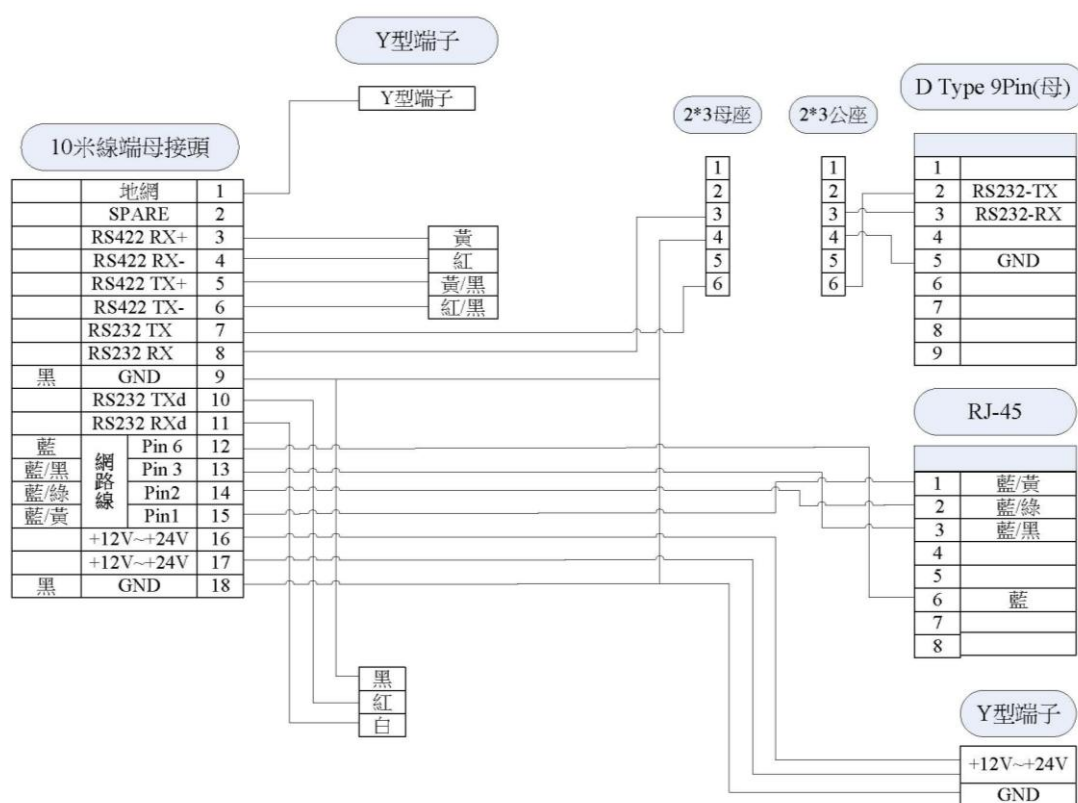 Y型端子
Y型端子
10米線端母接頭
地網 1
SPARE 2
RS422 RX+ 3
RS422 RX- 4
RS422 TX+ 5
RS422 TX- 6
RS232 TX 7
RS232 RX 8
黑 GND 9
RS232 TXd 10
RS232 RXd 11
網路線
藍 Pin 6 12
藍/黑 Pin 3 13
藍/綠 Pin2 14
藍/黃 Pin1 15
+12V~+24V 16
+12V~+24V 17
黑 GND 18
黃
紅
黃/黑
紅/黑
黑
紅
白
2*3母座
1
2
3
4
5
6
2*3公座
1
2
3
4
5
6
D Type 9Pin(母)
1
2 RS232-TX
3 RS232-RX
4
5 GND
6
7
8
9
RJ-45
1 藍/黃
2 藍/綠
3 藍/黑
4
5
6 藍
7
8
Y型端子
+12V~+24V
GND